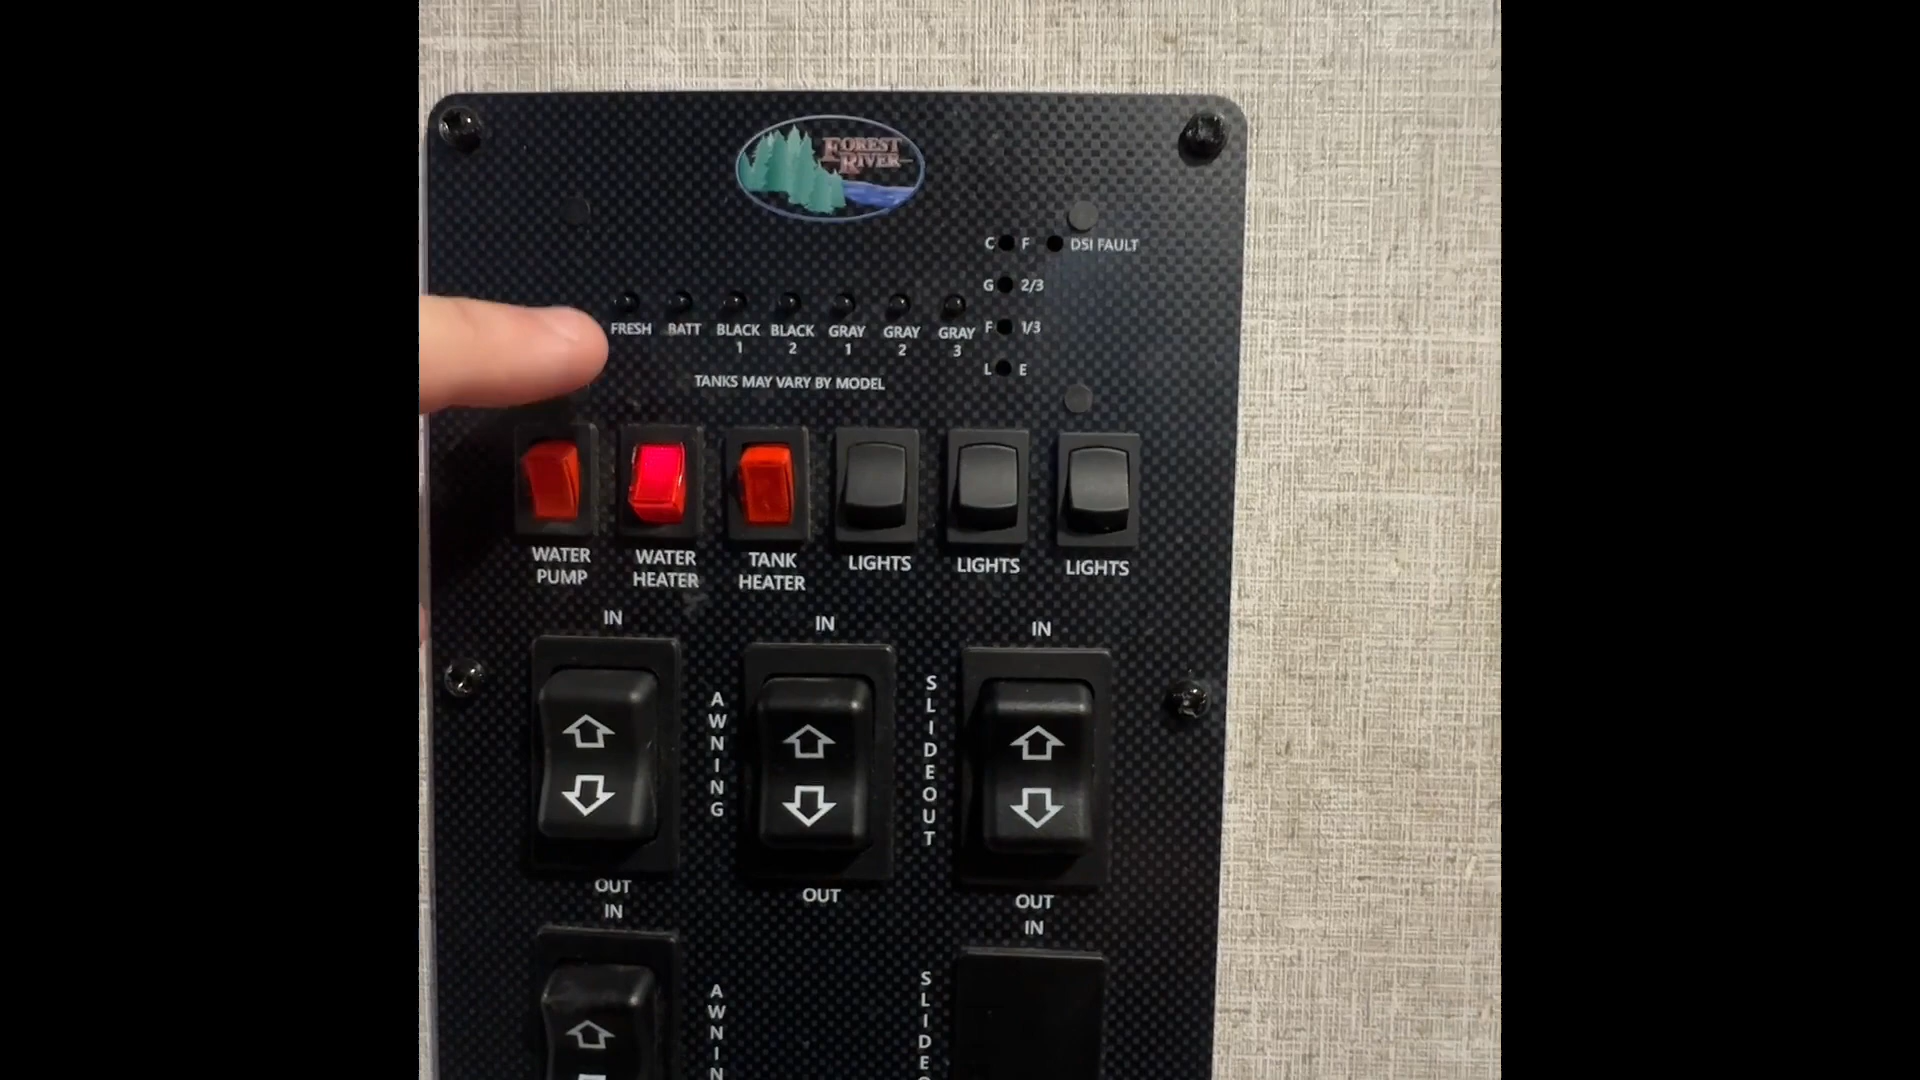 FOREST
RIVER
C F DSI FAULT
G 2/3
F 1/3
L E
FRESH BATT BLACK 1 BLACK 2 GRAY 1 GRAY 2 GRAY 3
TANKS MAY VARY BY MODEL
WATER PUMP
WATER HEATER
TANK HEATER
LIGHTS
LIGHTS
LIGHTS
IN
IN
IN
AWNING
SLIDEOUT
OUT
OUT
OUT
IN
IN
AWNIN
SLIDE